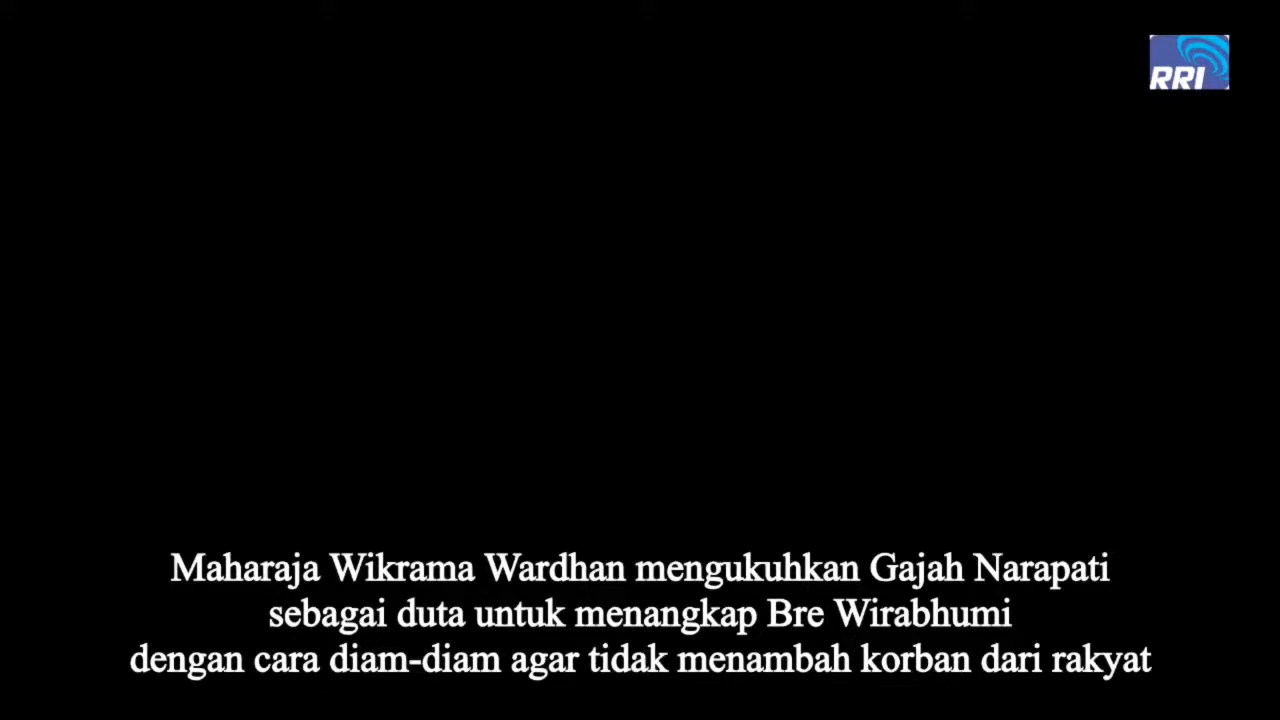 RRI
Maharaja Wikrama Wardhan mengukuhkan Gajah Narapati
sebagai duta untuk menangkap Bre Wirabhumi
dengan cara diam-diam agar tidak menambah korban dari rakyat